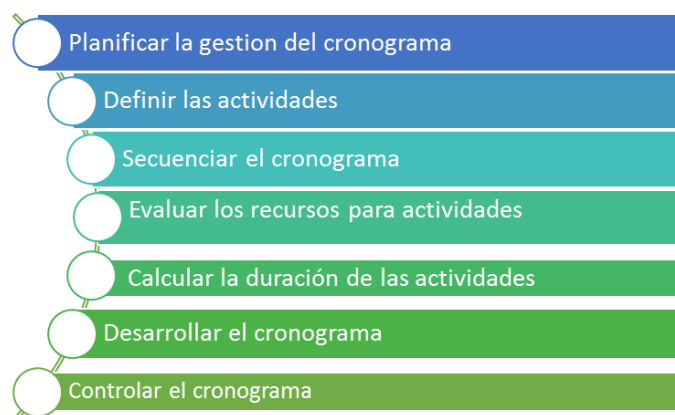 Planificar la gestion del cronograma
Definir las actividades
Secuenciar el cronograma
Evaluar los recursos para actividades
Calcular la duración de las actividades
Desarrollar el cronograma
Controlar el cronograma